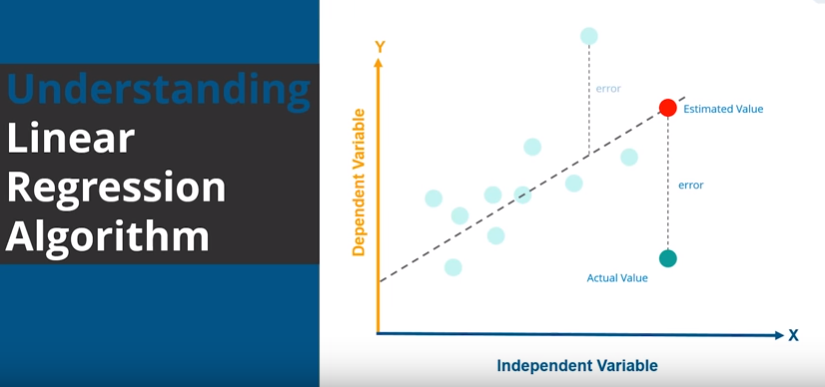 Understanding
Linear
Regression
Algorithm
Y
Dependent Variable
error
Estimated Value
error
Actual Value
X
Independent Variable